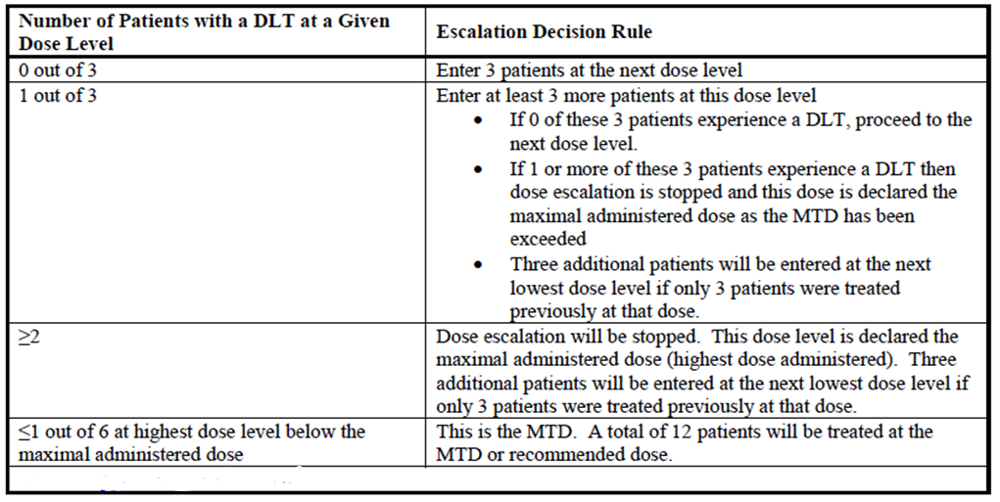 Number of Patients with a DLT at a Given
Dose Level
Escalation Decision Rule
0 out of 3
Enter 3 patients at the next dose level
1 out of 3
Enter at least 3 more patients at this dose level
• If 0 of these 3 patients experience a DLT, proceed to the
next dose level.
• If 1 or more of these 3 patients experience a DLT then
dose escalation is stopped and this dose is declared the
maximal administered dose as the MTD has been
exceeded
• Three additional patients will be entered at the next
lowest dose level if only 3 patients were treated
previously at that dose.
≥2
Dose escalation will be stopped. This dose level is declared the
maximal administered dose (highest dose administered). Three
additional patients will be entered at the next lowest dose level if
only 3 patients were treated previously at that dose.
≤1 out of 6 at highest dose level below the
maximal administered dose
This is the MTD. A total of 12 patients will be treated at the
MTD or recommended dose.